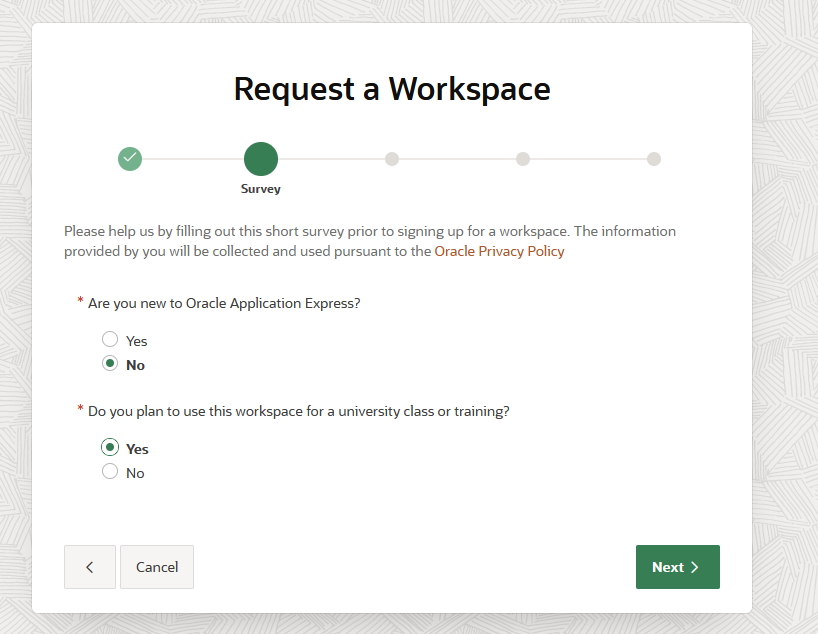 Request a Workspace
Survey
Please help us by filling out this short survey prior to signing up for a workspace. The information
provided by you will be collected and used pursuant to the Oracle Privacy Policy
* Are you new to Oracle Application Express?
Yes
No
* Do you plan to use this workspace for a university class or training?
Yes
No
Cancel
Next